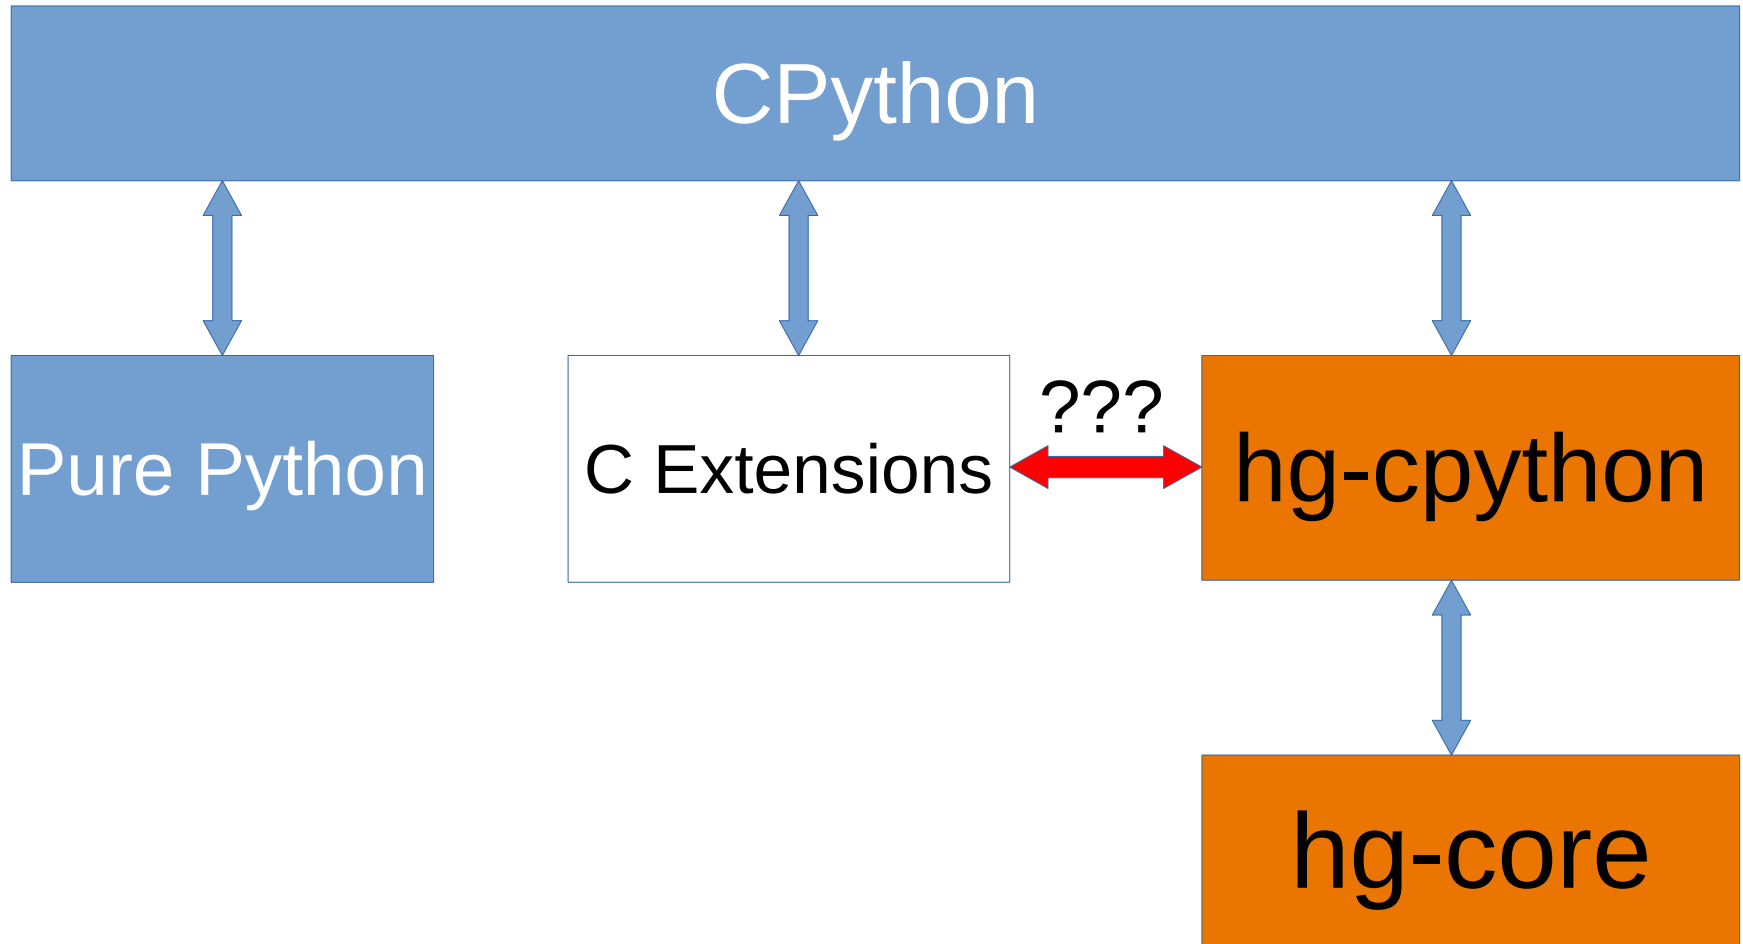 CPython
???
Pure Python
C Extensions
hg-cpython
hg-core